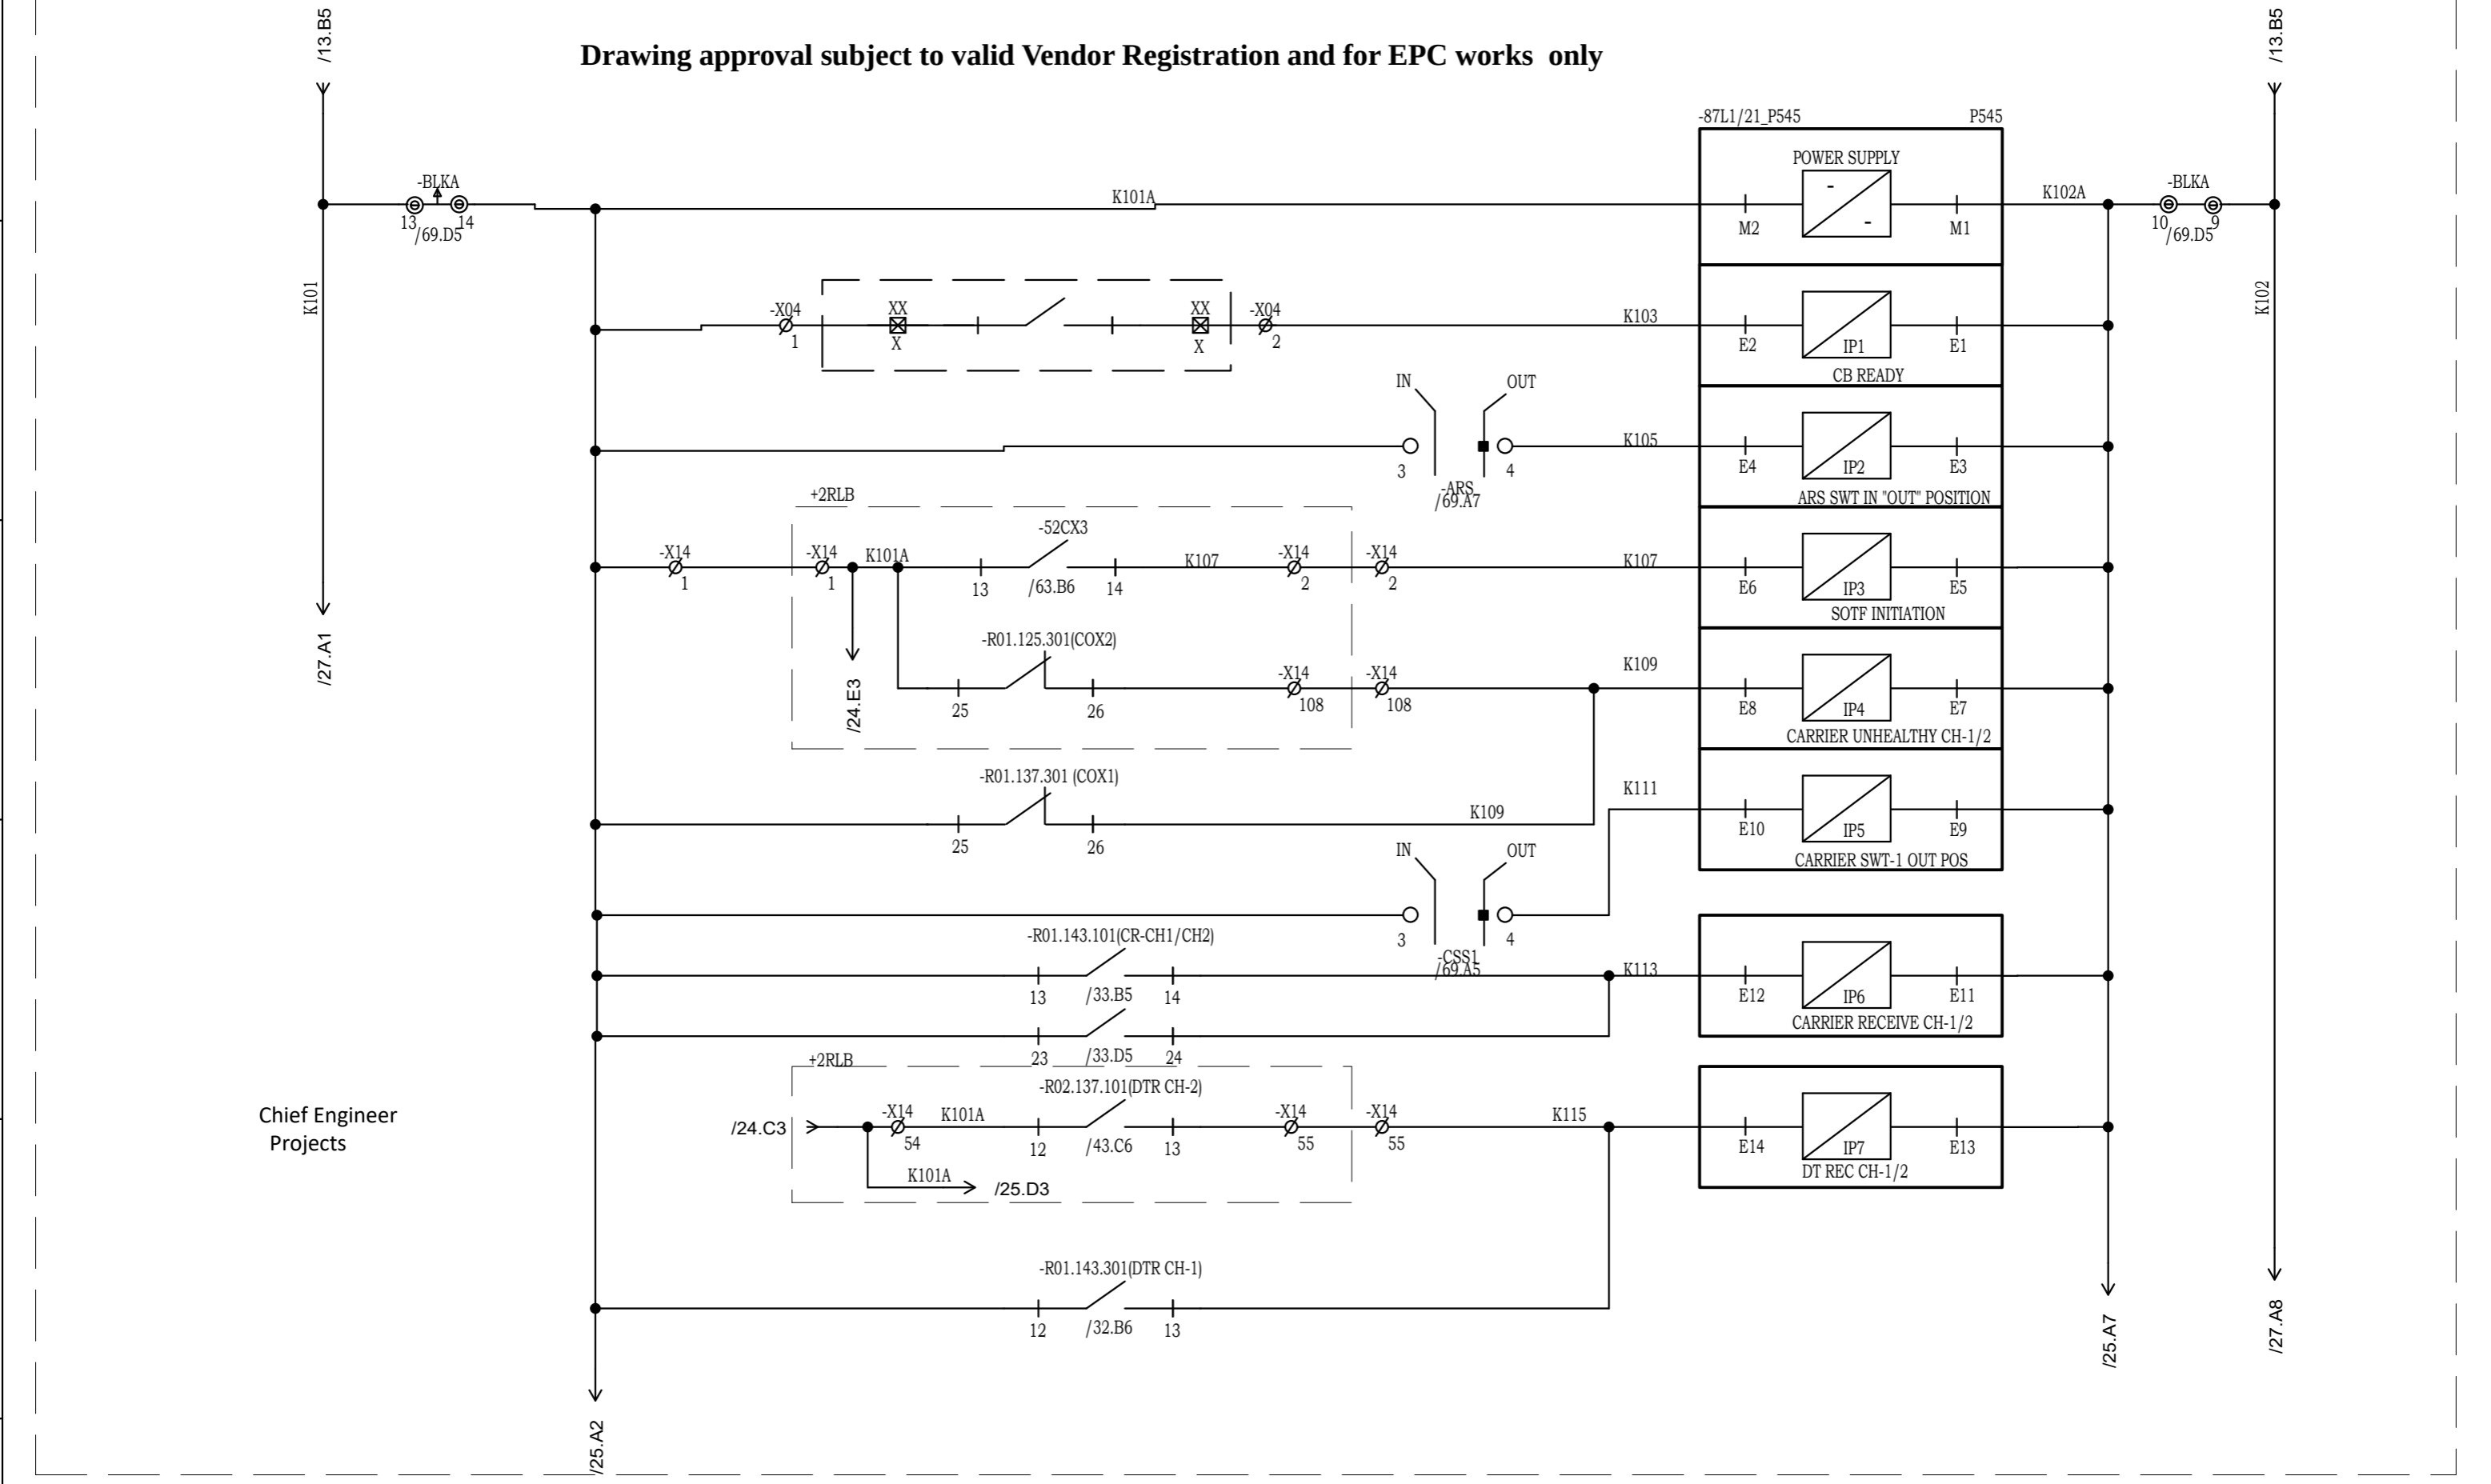 /13.B5
/13.B5
Drawing approval subject to valid Vendor Registration and for EPC works only
-87L1/21_P545 P545
POWER SUPPLY
-BLKA K101A - - K102A -BLKA
13 14 M2 M1 10 9
/69.D5 /69.D5
K101 K102
-X04 XX XX -X04 K103
1 X X 2 E2 IP1 E1
CB READY
IN OUT
K105
3 4 E4 IP2 E3
-ARS
/69.A7
ARS SWT IN "OUT" POSITION
+2RLB
-52CX3
-X14 -X14 K101A K107 -X14 -X14 K107
1 1 13 /63.B6 14 2 2 E6 IP3 E5
SOTF INITIATION
-R01.125.301(COX2)
/27.A1 /24.E3 -X14 -X14 K109
25 26 108 108 E8 IP4 E7
CARRIER UNHEALTHY CH-1/2
-R01.137.301 (COX1)
K111
K109
25 26 E10 IP5 E9
IN OUT
CARRIER SWT-1 OUT POS
3 4
-R01.143.101(CR-CH1/CH2)
-CSS1
/69.A5
K113
13 /33.B5 14 E12 IP6 E11
CARRIER RECEIVE CH-1/2
23 /33.D5 24
+2RLB
-R02.137.101(DTR CH-2)
/24.C3 -X14 K101A -X14 -X14 K115
54 12 /43.C6 13 55 55 E14 IP7 E13
DT REC CH-1/2
K101A /25.D3
Chief Engineer
Projects
-R01.143.301(DTR CH-1)
12 /32.B6 13
/25.A2
/25.A7
/27.A8